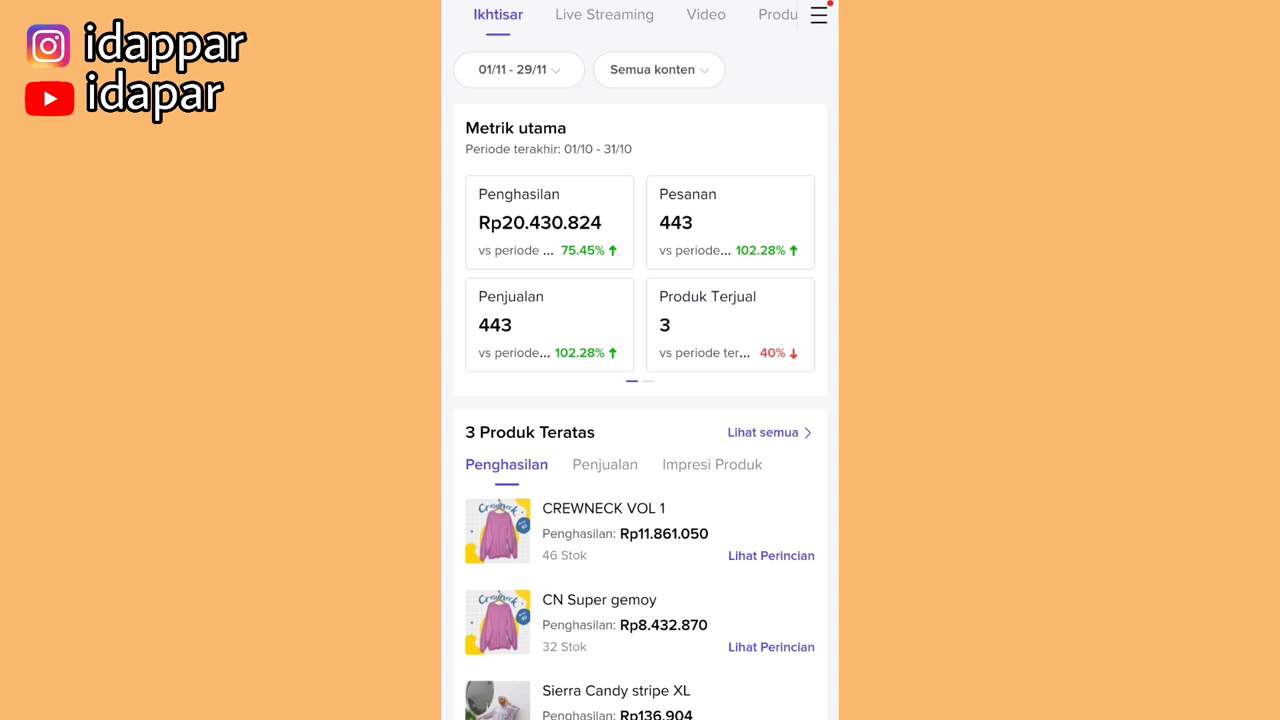 idappar
idapar
Ikhtisar Live Streaming Video Produ
01/11 - 29/11 Semua konten
Metrik utama
Periode terakhir: 01/10 - 31/10
Penghasilan
Rp20.430.824
vs periode ... 75.45%
Pesanan
443
vs periode... 102.28%
Penjualan
443
vs periode... 102.28%
Produk Terjual
3
vs periode ter... 40%
3 Produk Teratas Lihat semua
Penghasilan Penjualan Impresi Produk
Crewneck
CREWNECK VOL 1
Penghasilan: Rp11.861.050
46 Stok Lihat Perincian
Crewneck
CN Super gemoy
Penghasilan: Rp8.432.870
32 Stok Lihat Perincian
Sierra Candy stripe XL
Penghasilan: Rp136.904